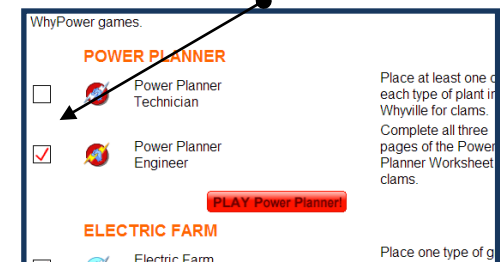 WhyPower games.
POWER PLANNER
Power Planner
Technician
Place at least one
each type of plant in
Whyville for clams.
Power Planner
Engineer
Complete all three
pages of the Power
Planner Worksheet
clams.
PLAY Power Planner!
ELECTRIC FARM
Electric Farm
Place one type of g